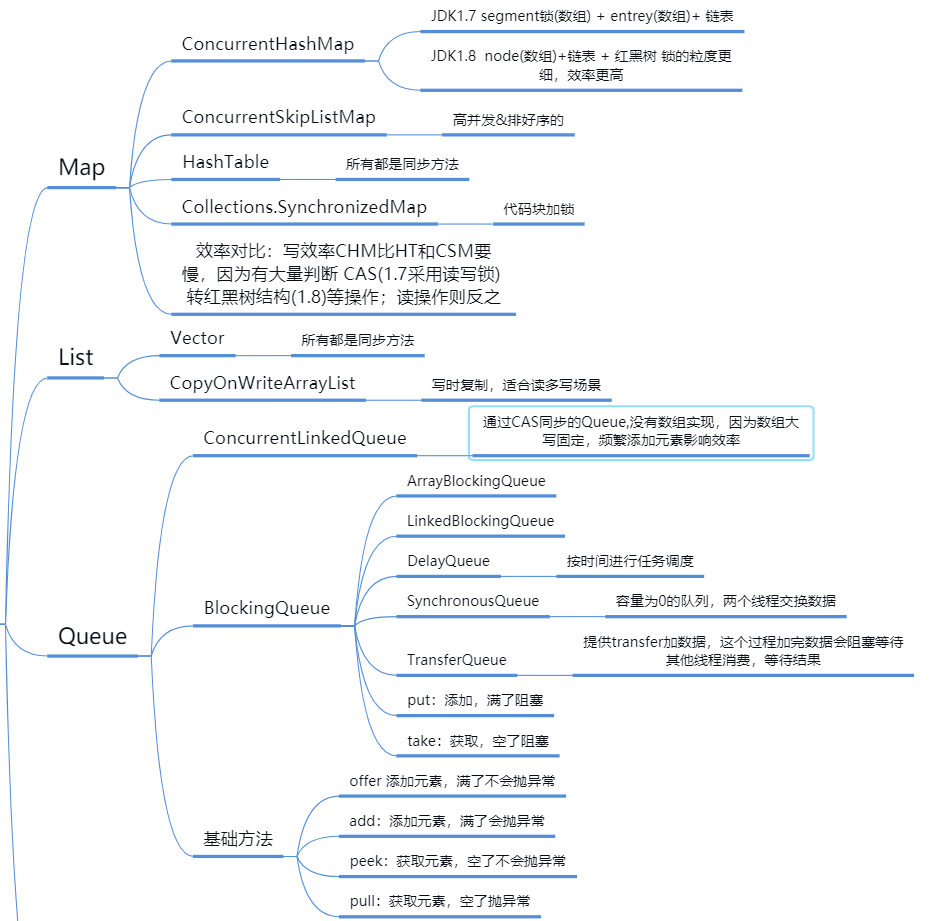 Map
ConcurrentHashMap
JDK1.7 segment锁(数组) + entrey(数组)+ 链表
JDK1.8  node(数组)+链表 + 红黑树 锁的粒度更
细，效率更高
ConcurrentSkipListMap
高并发&排好序的
HashTable
所有都是同步方法
Collections.SynchronizedMap
代码块加锁
效率对比：写效率CHM比HT和CSM要
慢，因为有大量判断 CAS(1.7采用读写锁)
转红黑树结构(1.8)等操作；读操作则反之
List
Vector
所有都是同步方法
CopyOnWriteArrayList
写时复制，适合读多写场景
Queue
ConcurrentLinkedQueue
通过CAS同步的Queue,没有数组实现，因为数组大
写固定，频繁添加元素影响效率
BlockingQueue
ArrayBlockingQueue
LinkedBlockingQueue
DelayQueue
按时间进行任务调度
SynchronousQueue
容量为0的队列，两个线程交换数据
TransferQueue
提供transfer加数据，这个过程加完数据会阻塞等待
其他线程消费，等待结果
put：添加，满了阻塞
take：获取，空了阻塞
基础方法
offer 添加元素，满了不会抛异常
add：添加元素，满了会抛异常
peek：获取元素，空了不会抛异常
pull：获取元素，空了抛异常